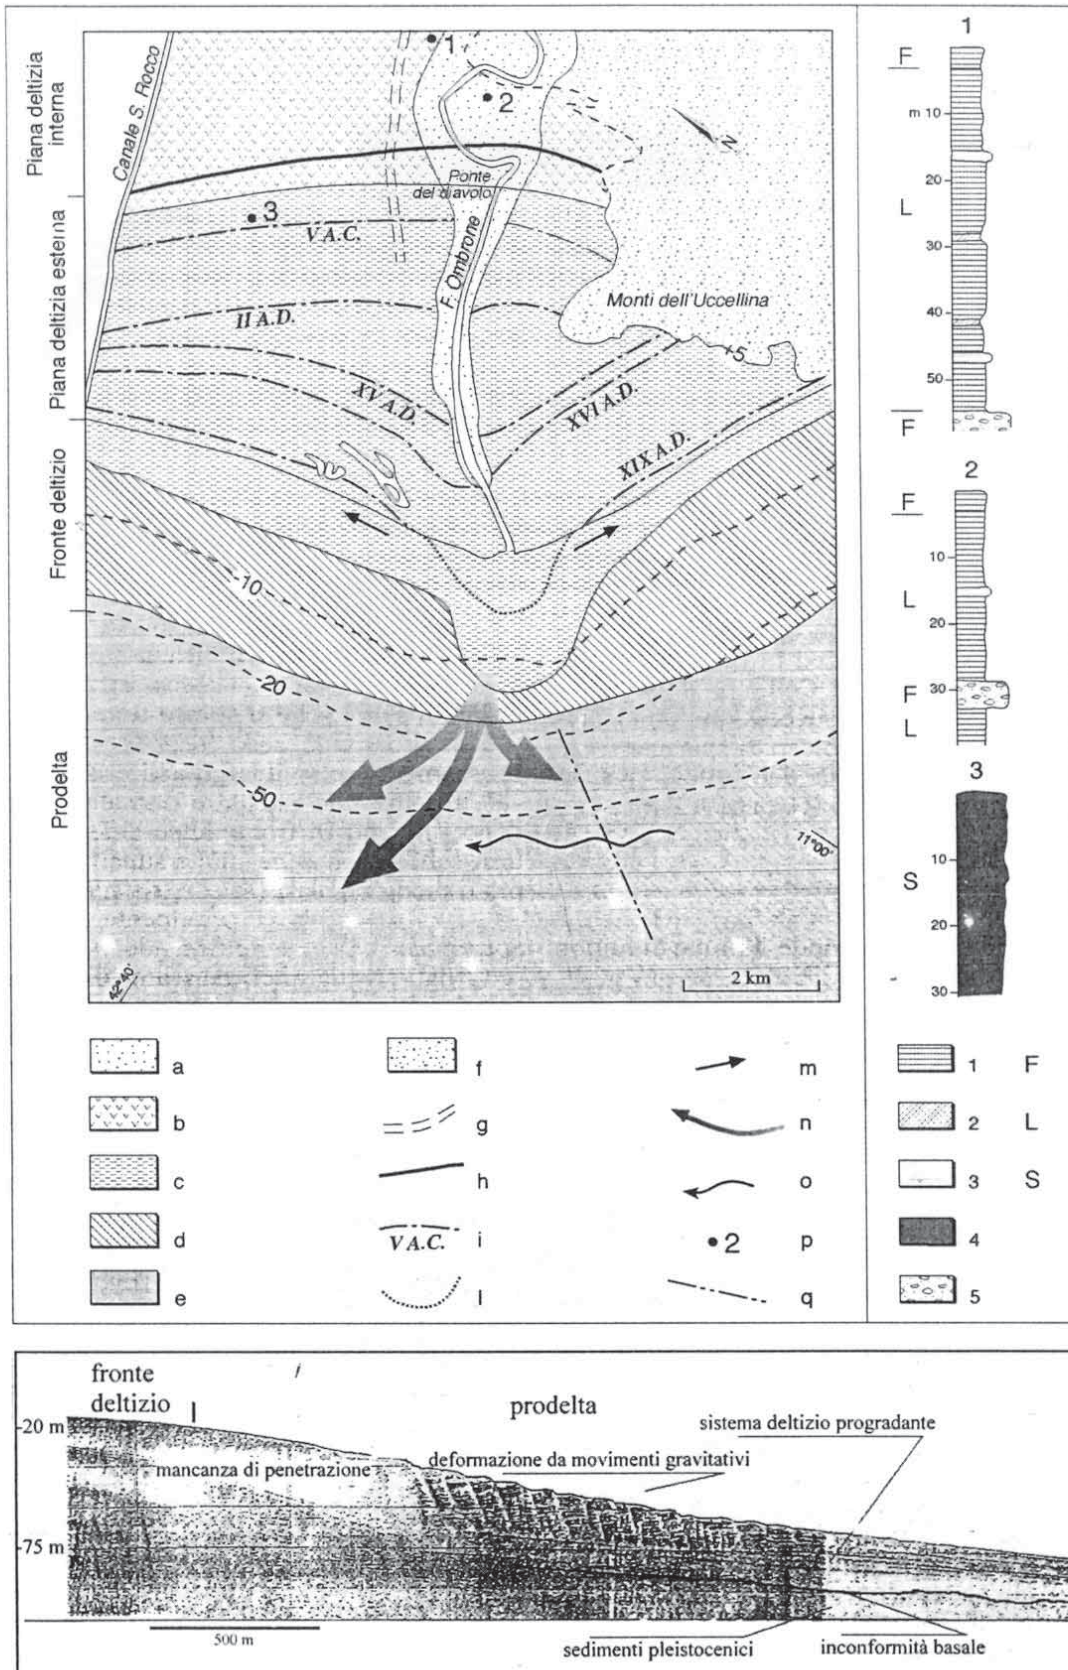 Piana deltizia
interna
Piana deltizia esterna
Fronte deltizio
Prodelta
Canale S. Rocco
1
2
N
Ponte
del diavolo
3
V A.C.
F. Ombrone
Monti dell'Uccellina
II A.D.
+5
XV A.D.
XVI A.D.
XIX A.D.
-10
-20
-50
11°00'
42°40'
2 km
1
F
m 10
20
L
30
40
50
F
2
F
10
L
20
F
30
L
3
10
S
20
30
a
b
c
d
e
f
g
h
V A.C. i
l
m
n
o
2 p
q
1 F
2 L
3 S
4
5
fronte
deltizio
prodelta
-20 m
sistema deltizio progradante
mancanza di penetrazione
deformazione da movimenti gravitativi
-75 m
500 m
sedimenti pleistocenici
inconformità basale